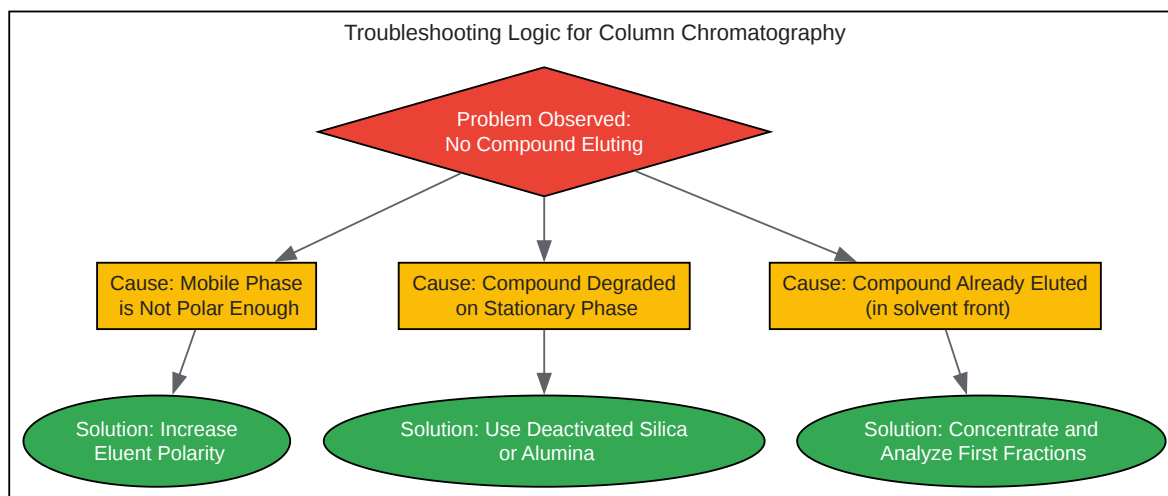 Troubleshooting Logic for Column Chromatography
Problem Observed:
No Compound Eluting
Cause: Mobile Phase
is Not Polar Enough
Cause: Compound Degraded
on Stationary Phase
Cause: Compound Already Eluted
(in solvent front)
Solution: Increase
Eluent Polarity
Solution: Use Deactivated Silica
or Alumina
Solution: Concentrate and
Analyze First Fractions